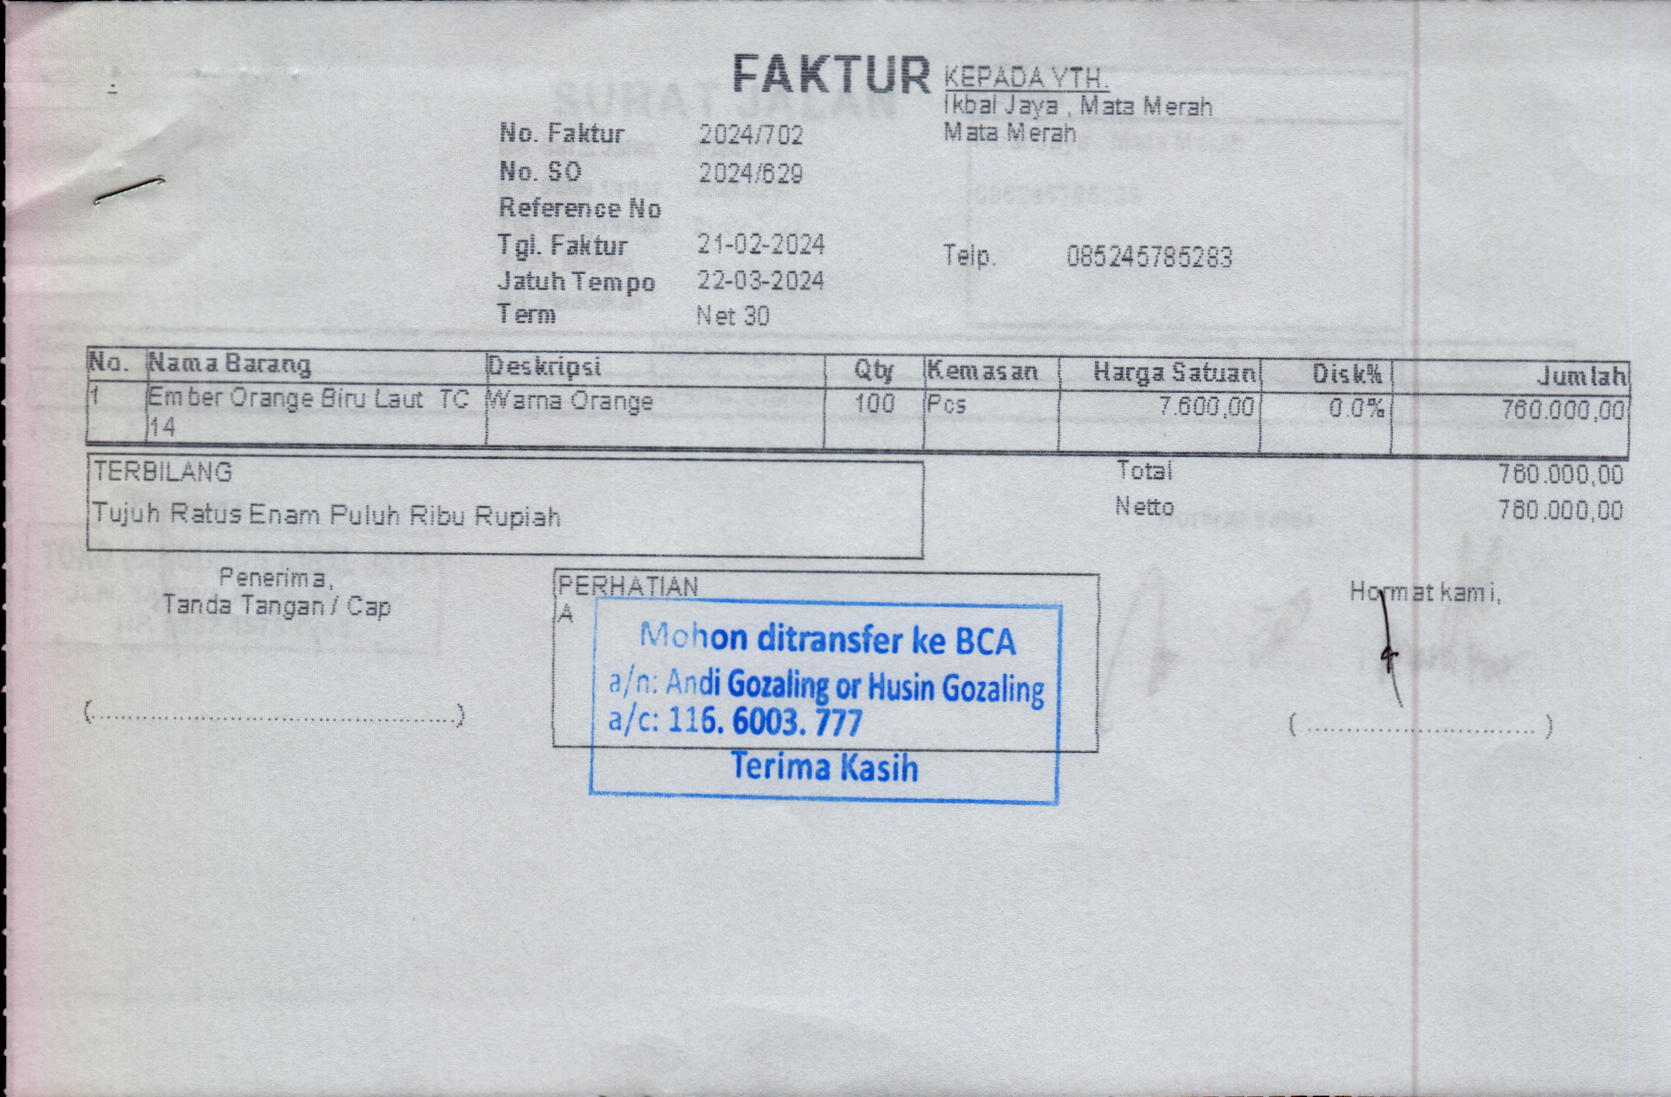 FAKTUR
KEPADA YTH.
Ikbal Jaya , Mata Merah
Mata Merah
No. Faktur 2024/702
No. SO 2024/629
Reference No
Tgl. Faktur 21-02-2024
Telp. 085245785283
Jatuh Tempo 22-03-2024
Term Net 30
No. Nama Barang Deskripsi Qty Kemasan Harga Satuan Disk% Jumlah
1 Ember Orange Biru Laut TC Warna Orange 100 Pcs 7.600,00 0.0% 760.000,00
14
TERBILANG
Tujuh Ratus Enam Puluh Ribu Rupiah
Total 760.000,00
Netto 760.000,00
Penerima,
Tanda Tangan / Cap
(......................................................)
PERHATIAN
A
Mohon ditransfer ke BCA
a/n: Andi Gozaling or Husin Gozaling
a/c: 116. 6003. 777
Terima Kasih
Hormat kami,
( .................................. )